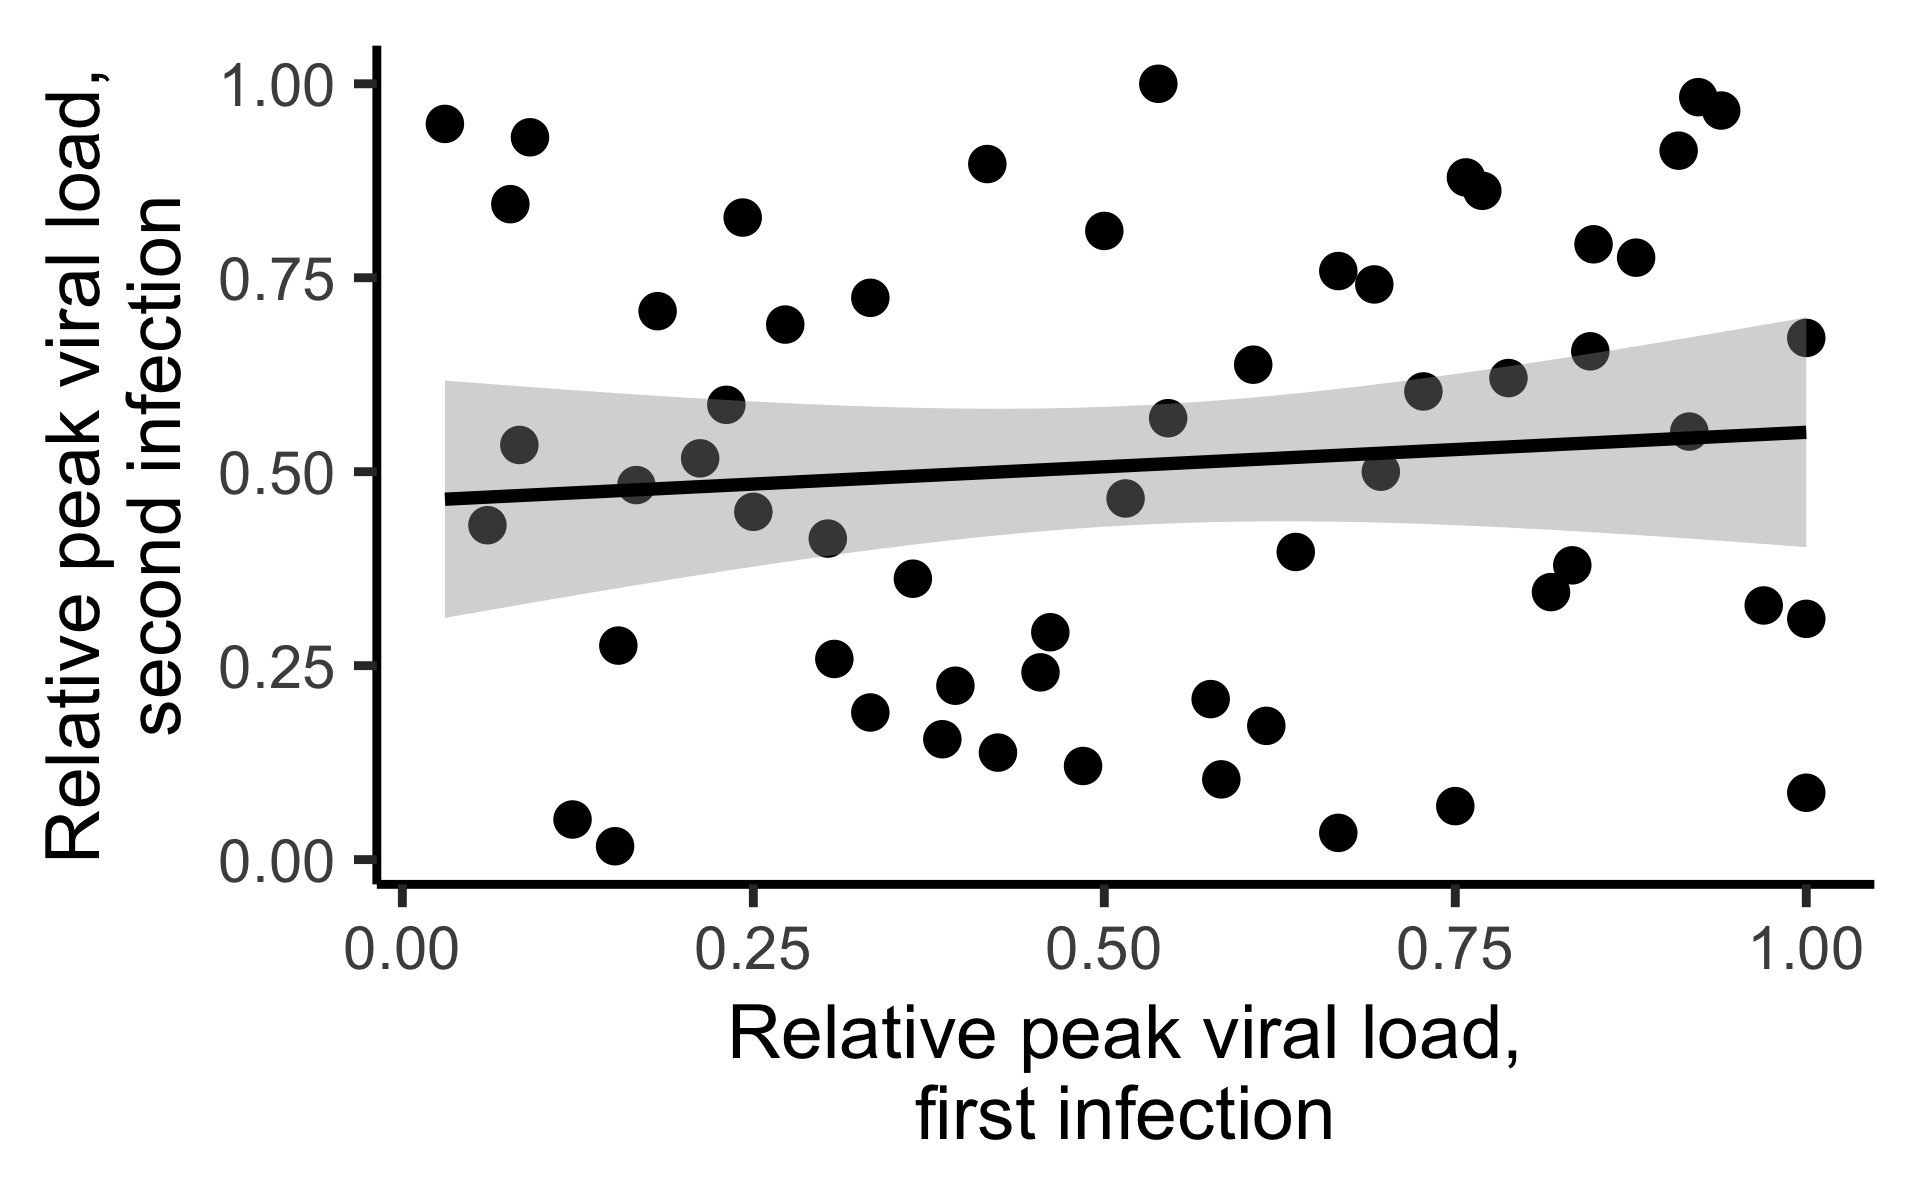 Relative peak viral load,
second infection
1.00
0.75
0.50
0.25
0.00
0.00 0.25 0.50 0.75 1.00
Relative peak viral load,
first infection